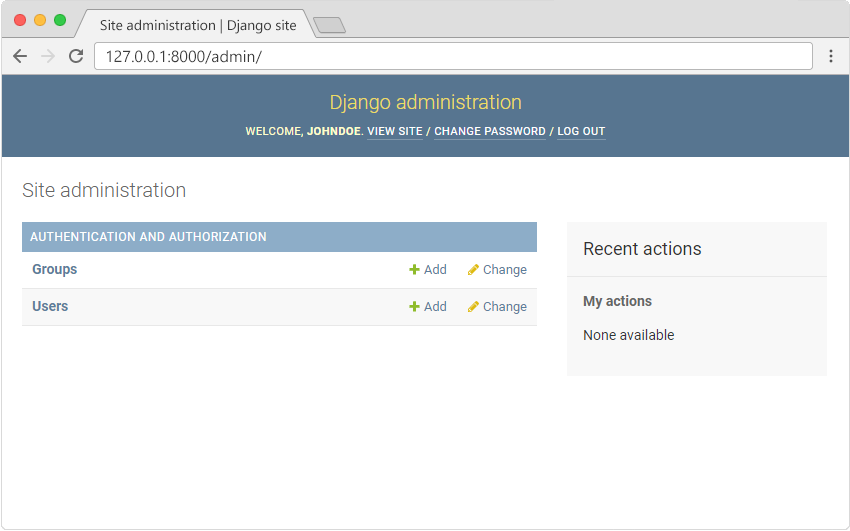 Site administration | Django site
127.0.0.1:8000/admin/
Django administration
WELCOME, JOHNDOE. VIEW SITE / CHANGE PASSWORD / LOG OUT
Site administration
AUTHENTICATION AND AUTHORIZATION
Groups Add Change
Users Add Change
Recent actions
My actions
None available